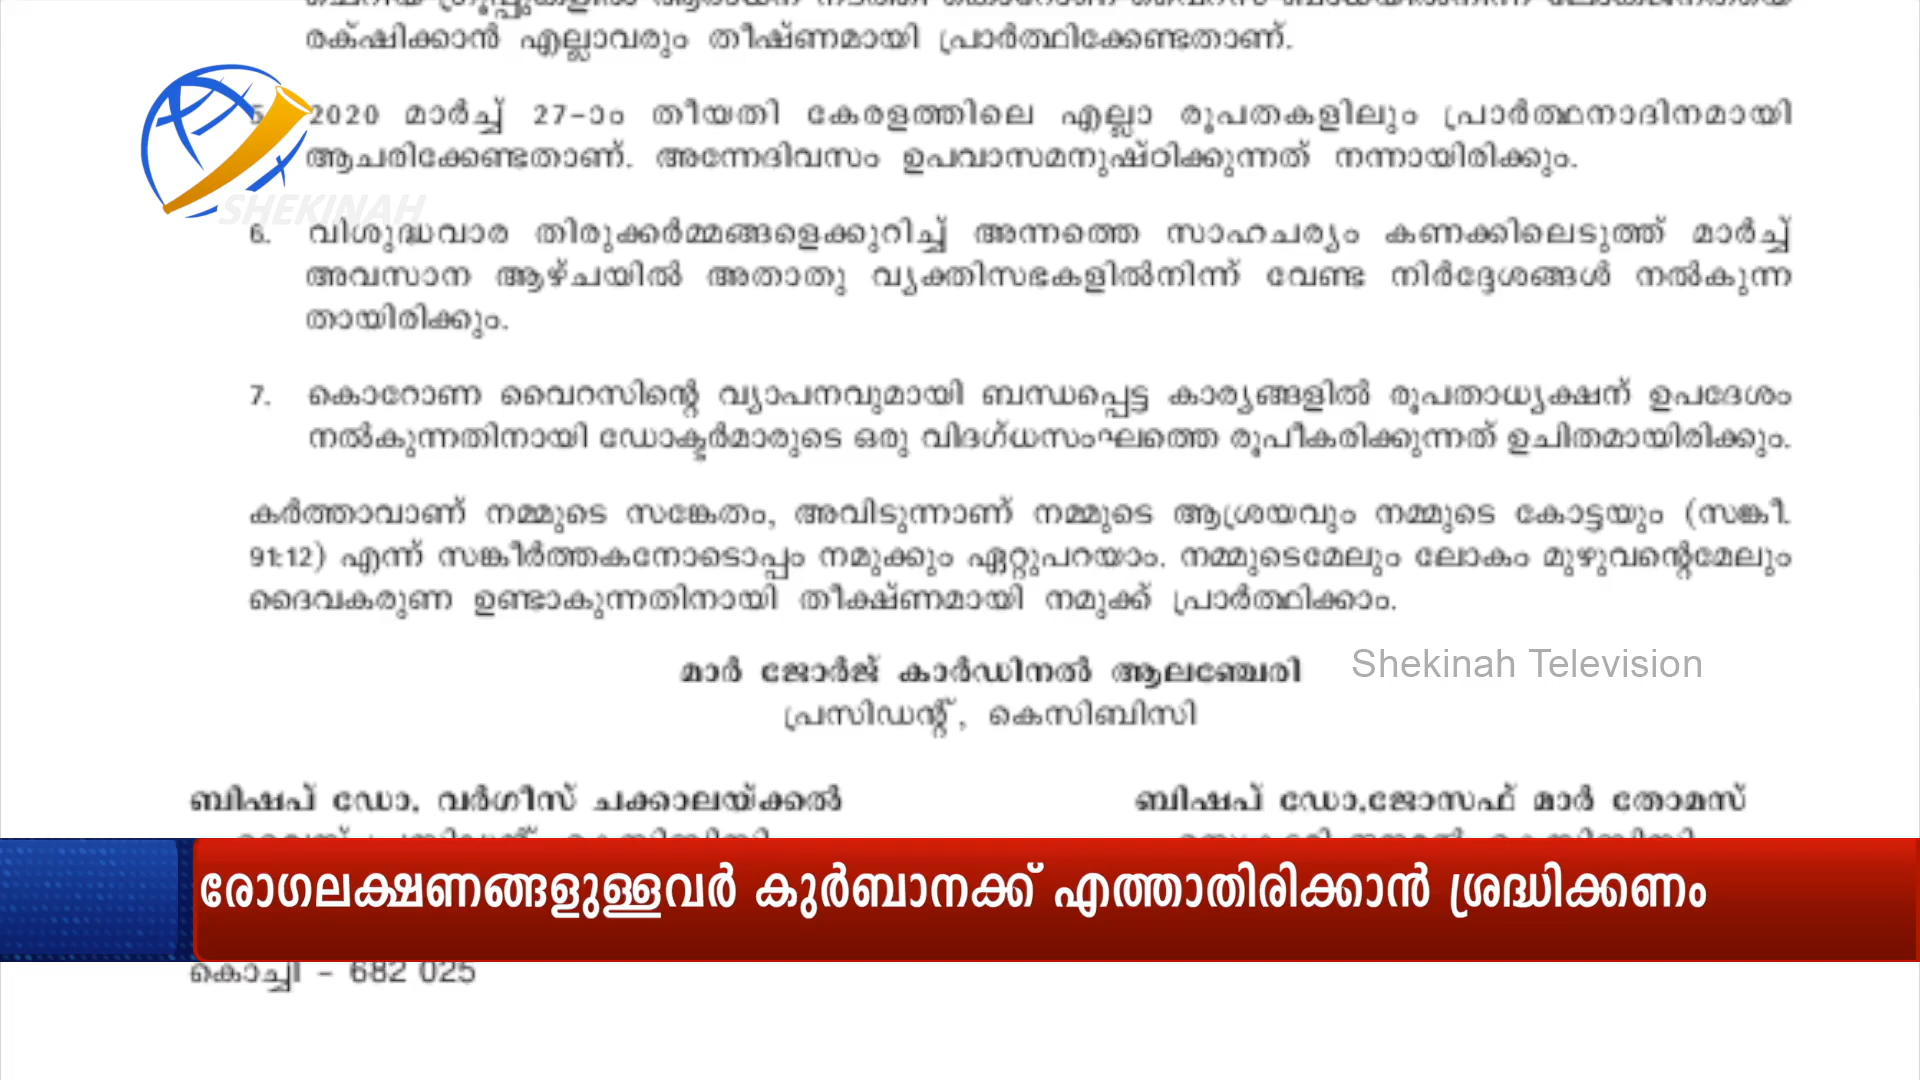 രക്ഷിക്കാൻ എല്ലാവരും തീഷ്ണമായി പ്രാർത്ഥിക്കേണ്ടതാണ്.
5. 2020 മാർച്ച് 27-ാം തീയതി കേരളത്തിലെ എല്ലാ രൂപതകളിലും പ്രാർത്ഥനാദിനമായി
ആചരിക്കേണ്ടതാണ്. അന്നേദിവസം ഉപവാസമനുഷ്ഠിക്കുന്നത് നന്നായിരിക്കും.
SHEKINAH
6. വിശുദ്ധവാര തിരുക്കർമ്മങ്ങളെക്കുറിച്ച് അന്നത്തെ സാഹചര്യം കണക്കിലെടുത്ത് മാർച്ച്
അവസാന ആഴ്ചയിൽ അതാതു വ്യക്തിസഭകളിൽനിന്ന് വേണ്ട നിർദ്ദേശങ്ങൾ നൽകുന്ന
തായിരിക്കും.
7. കൊറോണ വൈറസിന്റെ വ്യാപനവുമായി ബന്ധപ്പെട്ട കാര്യങ്ങളിൽ രൂപതാധ്യക്ഷന് ഉപദേശം
നൽകുന്നതിനായി ഡോക്ടർമാരുടെ ഒരു വിദഗ്ധസംഘത്തെ രൂപീകരിക്കുന്നത് ഉചിതമായിരിക്കും.
കർത്താവാണ് നമ്മുടെ സങ്കേതം, അവിടുന്നാണ് നമ്മുടെ ആശ്രയവും നമ്മുടെ കോട്ടയും (സങ്കീ.
91:12) എന്ന് സങ്കീർത്തകനോടൊപ്പം നമുക്കും ഏറ്റുപറയാം. നമ്മുടെമേലും ലോകം മുഴുവന്റെമേലും
ദൈവകരുണ ഉണ്ടാകുന്നതിനായി തീക്ഷ്ണമായി നമുക്ക് പ്രാർത്ഥിക്കാം.
മാർ ജോർജ് കാർഡിനൽ ആലഞ്ചേരി
Shekinah Television
പ്രസിഡന്റ്, കെസിബിസി
ബിഷപ് ഡോ. വർഗീസ് ചക്കാലയ്ക്കൽ
ബിഷപ് ഡോ.ജോസഫ് മാർ തോമസ്
രോഗലക്ഷണങ്ങളുള്ളവർ കുർബാനക്ക് എത്താതിരിക്കാൻ ശ്രദ്ധിക്കണം
കൊച്ചി - 682 025